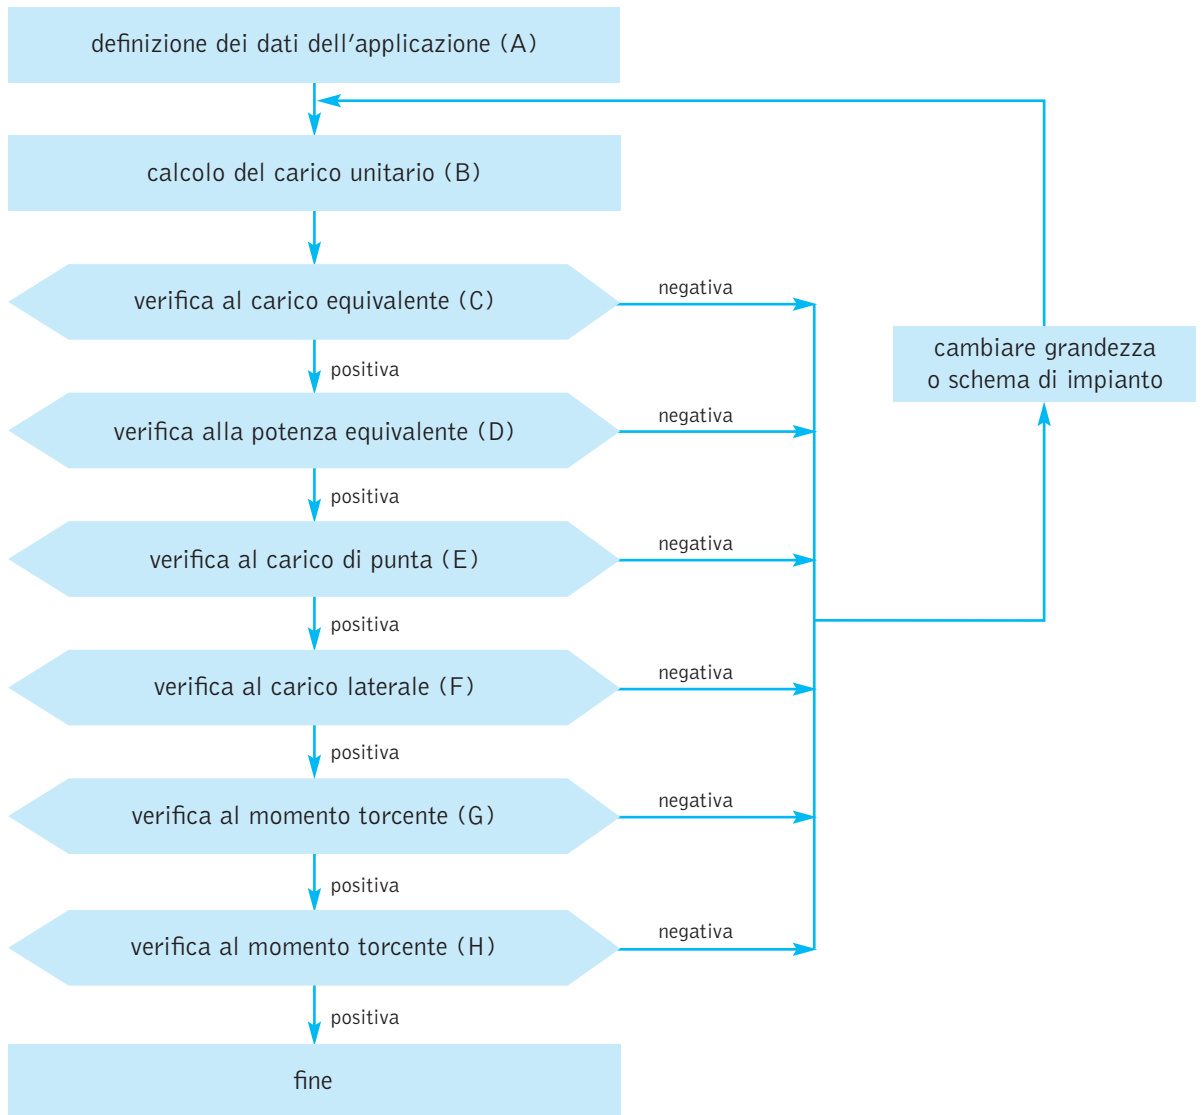 definizione dei dati dell'applicazione (A)
calcolo del carico unitario (B)
verifica al carico equivalente (C)
negativa
cambiare grandezza
o schema di impianto
positiva
verifica alla potenza equivalente (D)
negativa
positiva
verifica al carico di punta (E)
negativa
positiva
verifica al carico laterale (F)
negativa
positiva
verifica al momento torcente (G)
negativa
positiva
verifica al momento torcente (H)
negativa
positiva
fine